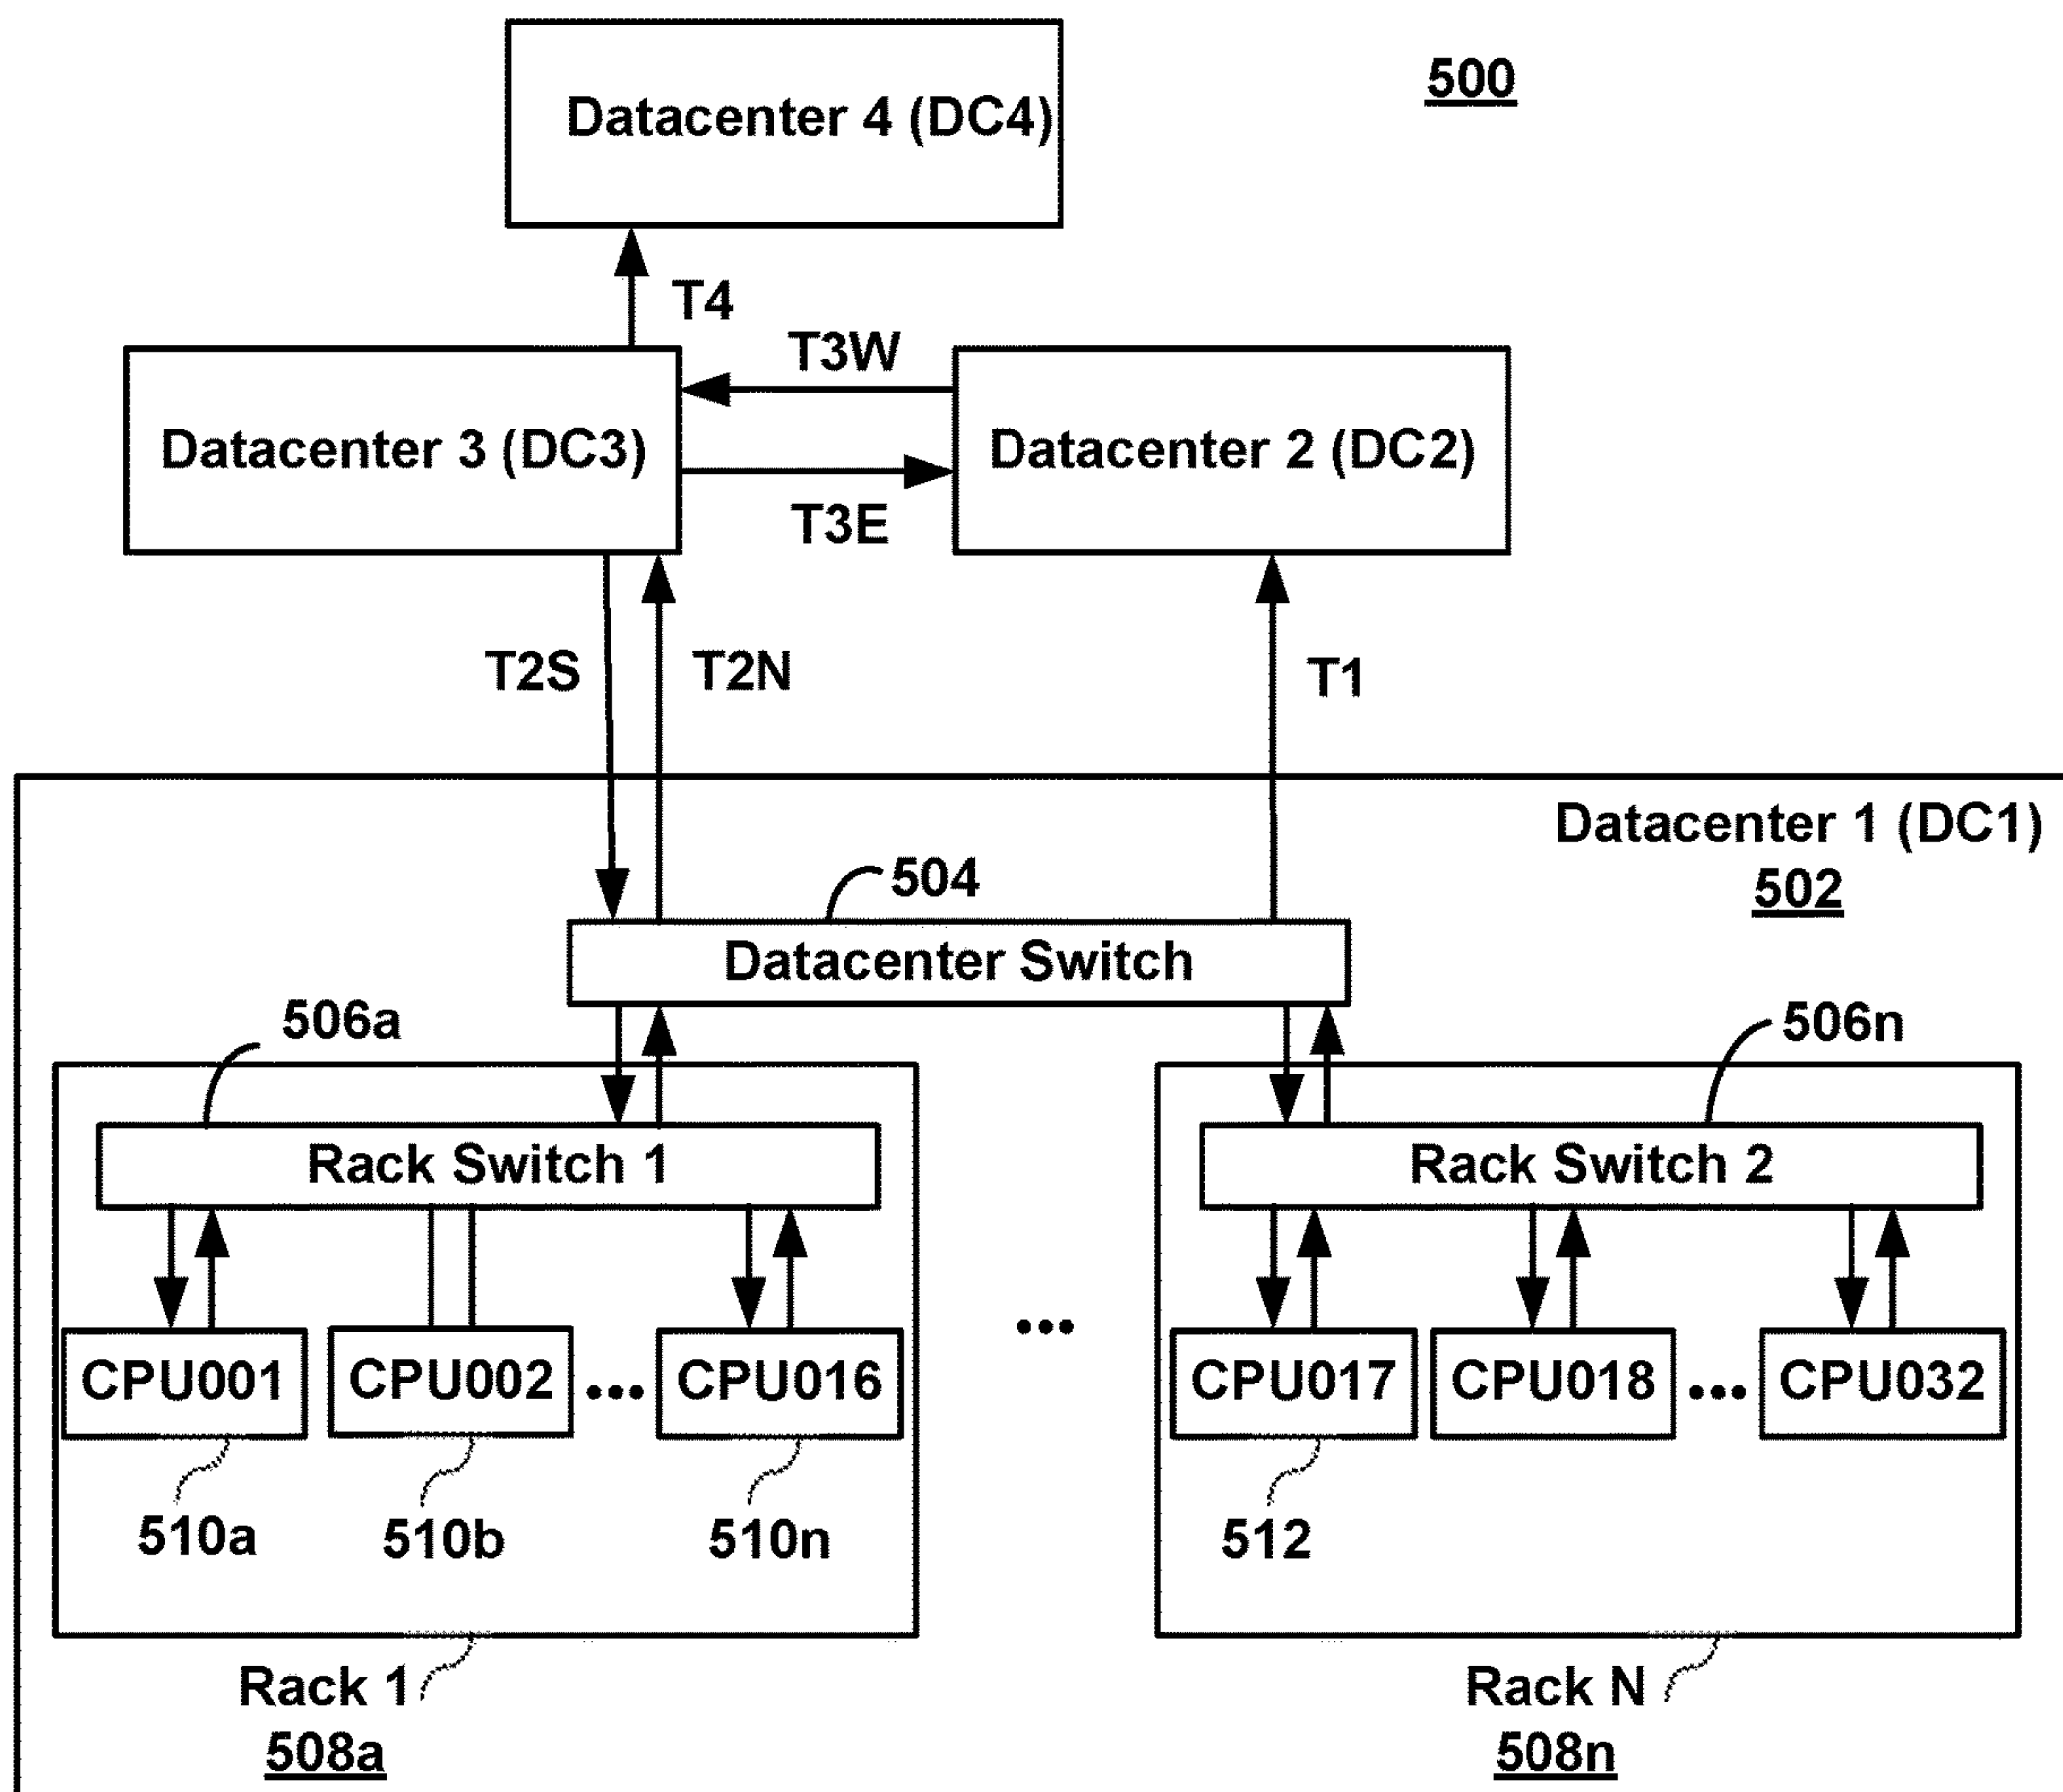 500
Datacenter 4 (DC4)
T4
T3W
Datacenter 3 (DC3)
Datacenter 2 (DC2)
T3E
T2S
T2N
T1
Datacenter 1 (DC1)
502
504
Datacenter Switch
506a
506n
Rack Switch 1
Rack Switch 2
...
CPU001
CPU002
...
CPU016
CPU017
CPU018
...
CPU032
510a
510b
510n
512
Rack 1
508a
Rack N
508n